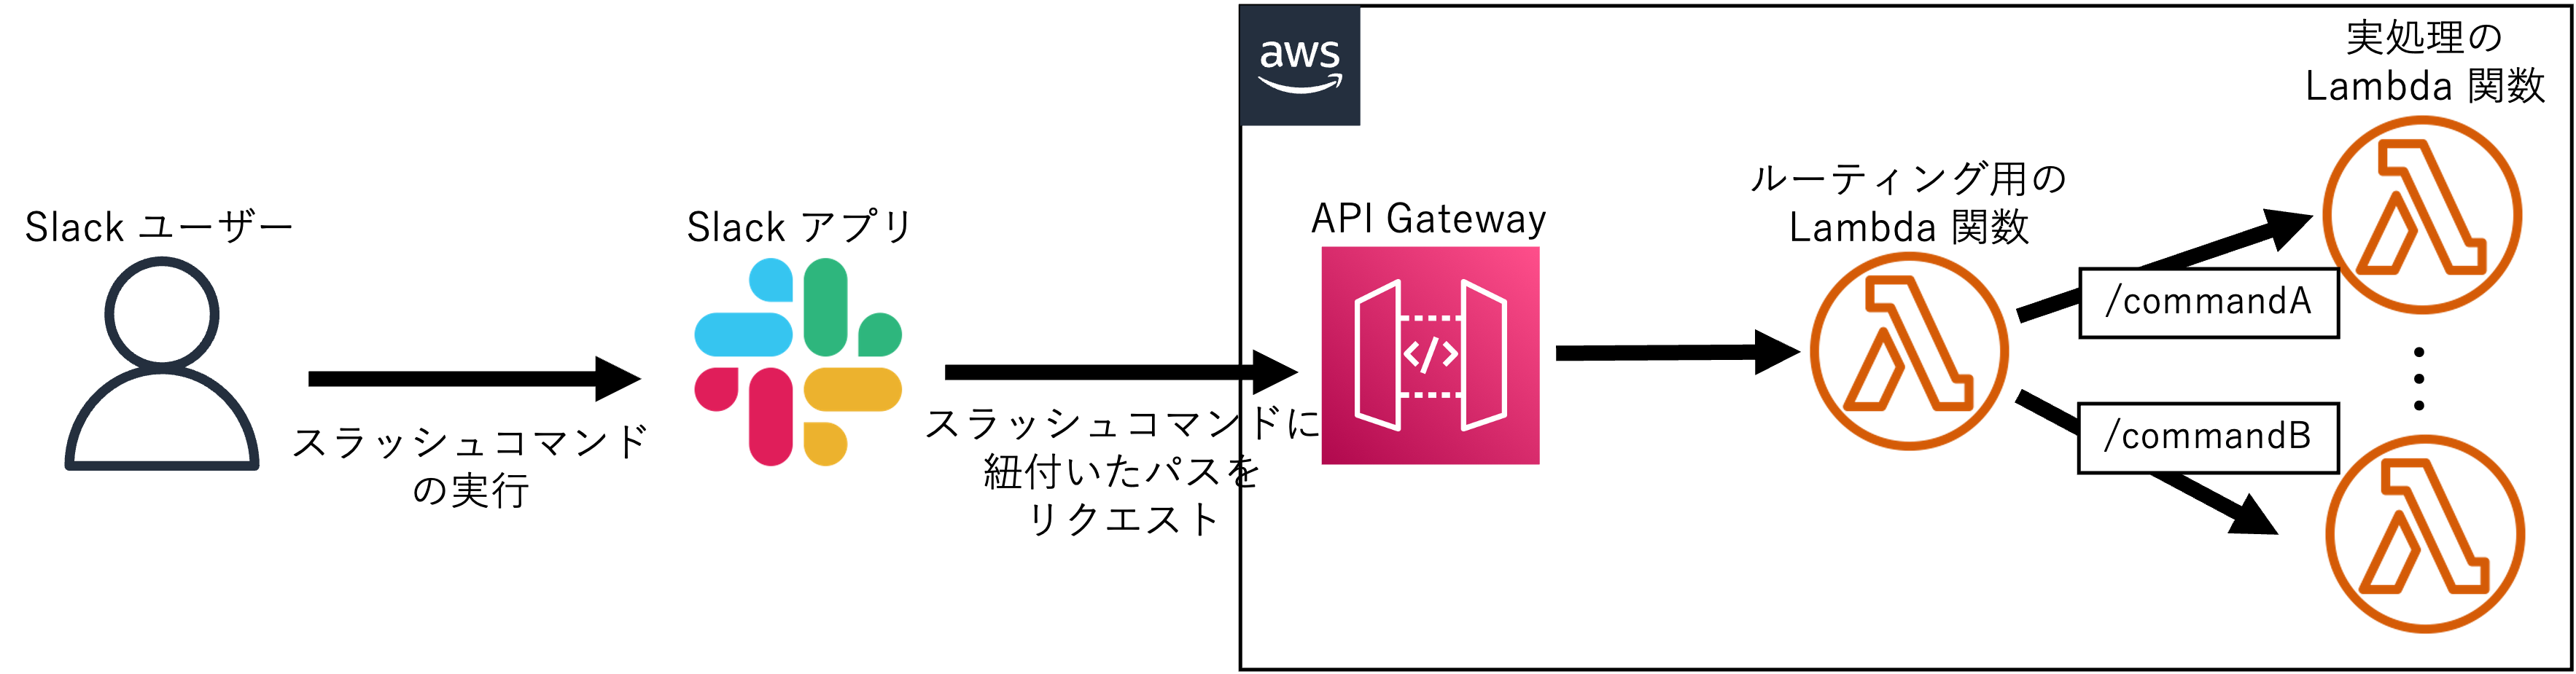 Slack ユーザー
スラッシュコマンド
の実行
Slack アプリ
スラッシュコマンドに
紐付いたパスを
リクエスト
aws
API Gateway
ルーティング用の
Lambda 関数
/commandA
/commandB
実処理の
Lambda 関数